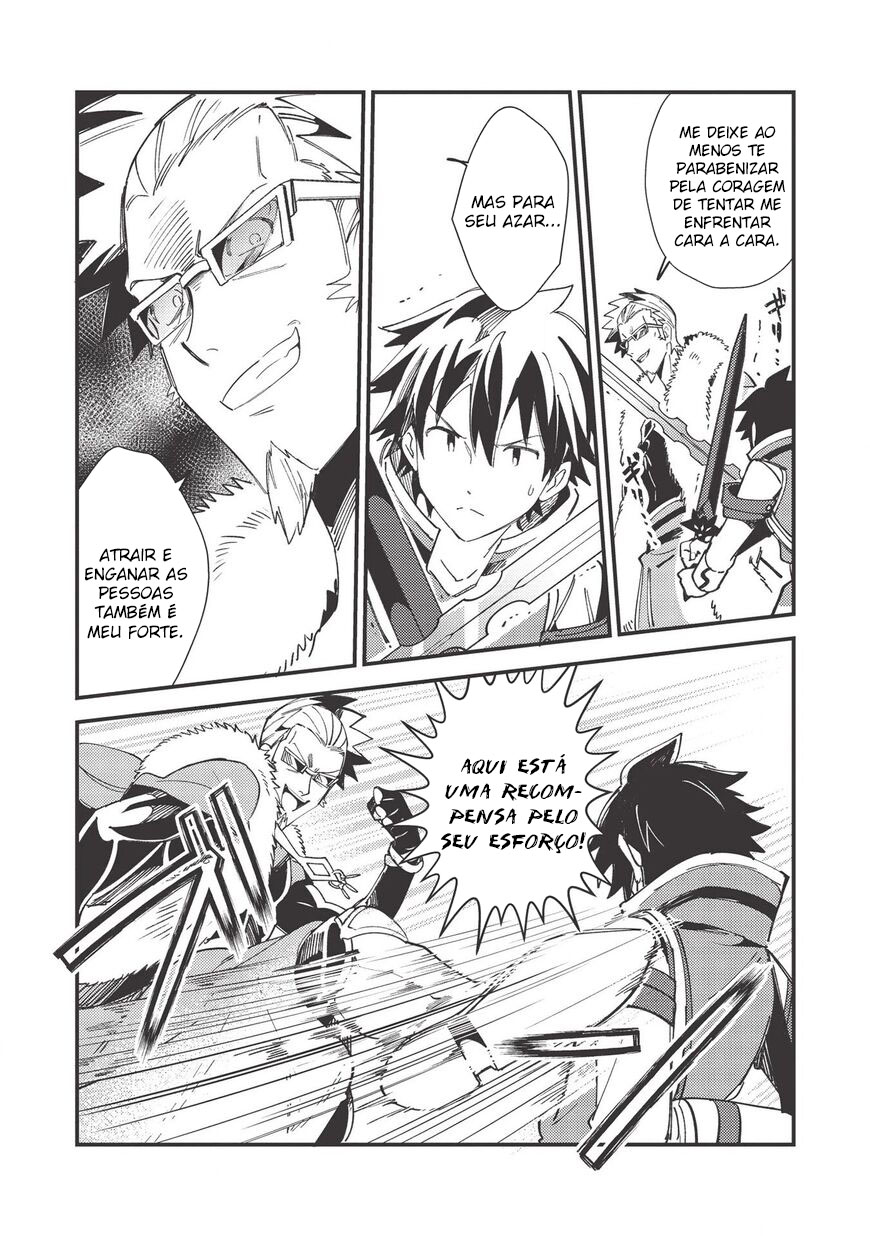 ME DEIXE AO
MENOS TE
PARABENIZAR
PELA CORAGEM
DE TENTAR ME
ENFRENTAR
CARA A CARA.
MAS PARA
SEU AZAR...
ATRAIR E
ENGANAR AS
PESSOAS
TAMBÉM É
MEU FORTE.
AQUI ESTÁ
UMA RECOM-
PENSA PELO
SEU ESFORÇO!